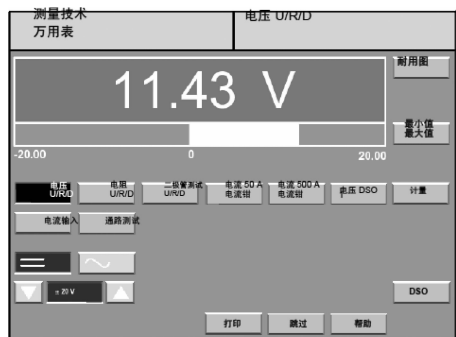 测量技术
万用表
电压 U/R/D
耐用图
11.43 V
最小值
最大值
-20.00
0
20.00
电压
U/R/D
电阻
U/R/D
二极管测试
U/R/D
电流 50 A
电流钳
电流 500 A
电流钳
电压 DSO
计量
电流输入
通路测试
± 20 V
DSO
打印
跳过
帮助